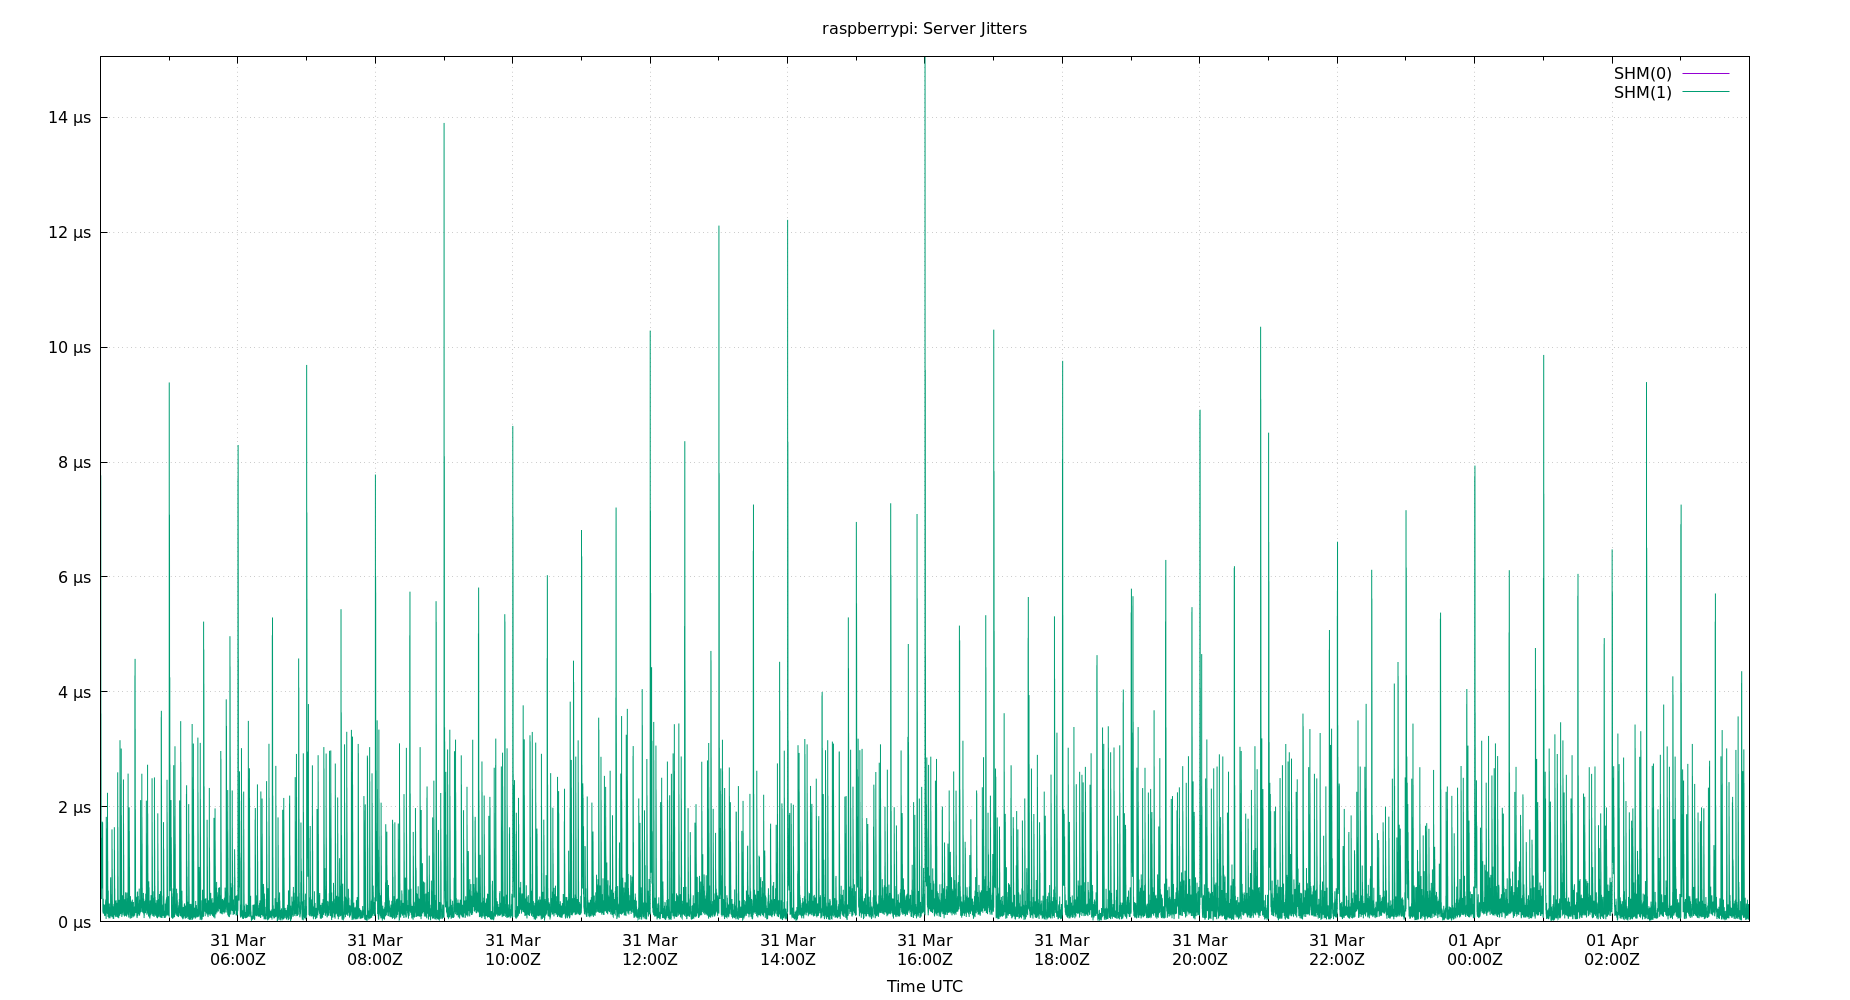 raspberrypi: Server Jitters
SHM(0)
SHM(1)
14 µs
12 µs
10 µs
8 µs
6 µs
4 µs
2 µs
0 µs
31 Mar 31 Mar 31 Mar 31 Mar 31 Mar 31 Mar 31 Mar 31 Mar 31 Mar 01 Apr 01 Apr
06:00Z 08:00Z 10:00Z 12:00Z 14:00Z 16:00Z 18:00Z 20:00Z 22:00Z 00:00Z 02:00Z
Time UTC